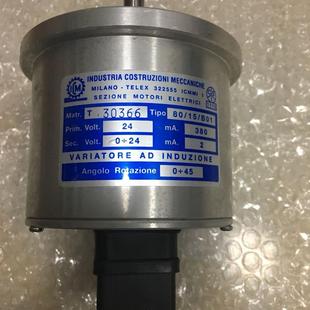 INDUSTRIA COSTRUZIONI MECCANICHE
MILANO - TELEX 322555 ICMMI I
SEZIONE MOTORI ELETTRICI
Matr. T. 30366 Tipo 80/15/B01
Prim. Volt. 24 mA. 380
Sec. Volt. 0÷24 mA. 2
VARIATORE AD INDUZIONE
Angolo Rotazione 0÷45